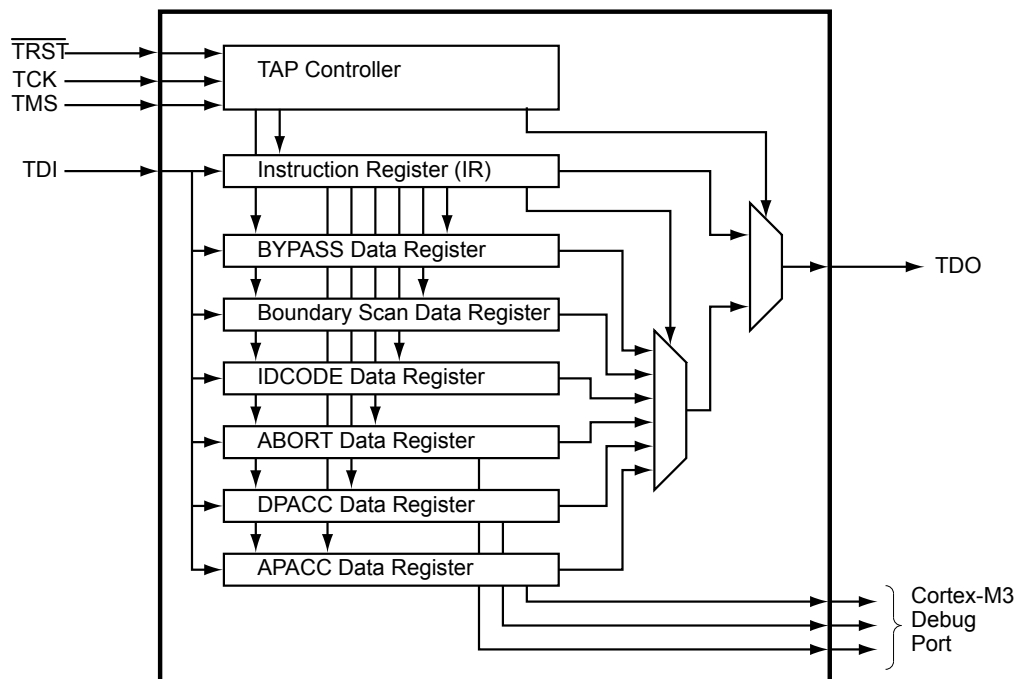 TRST
TCK
TMS
TDI
TAP Controller
Instruction Register (IR)
BYPASS Data Register
Boundary Scan Data Register
IDCODE Data Register
ABORT Data Register
DPACC Data Register
APACC Data Register
TDO
Cortex-M3
Debug
Port